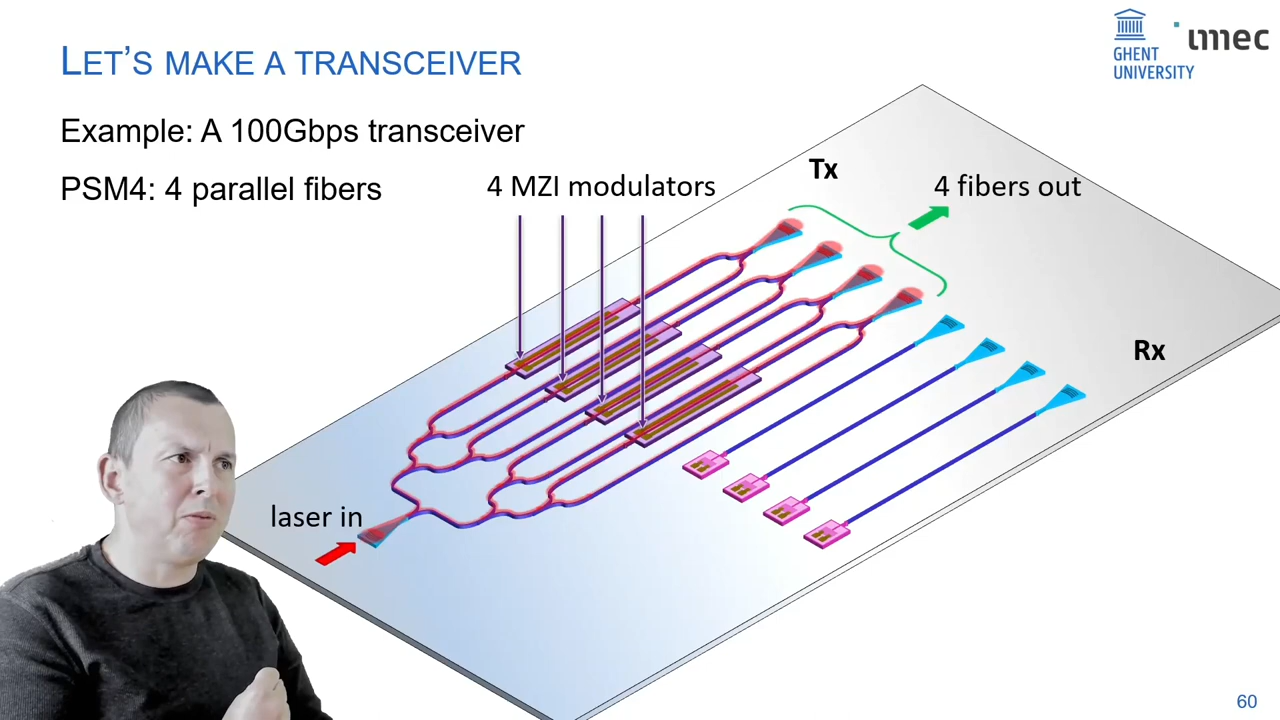 LET'S MAKE A TRANSCEIVER
GHENT
UNIVERSITY
imec
Example: A 100Gbps transceiver
PSM4: 4 parallel fibers
4 MZI modulators
Tx
4 fibers out
Rx
laser in
60